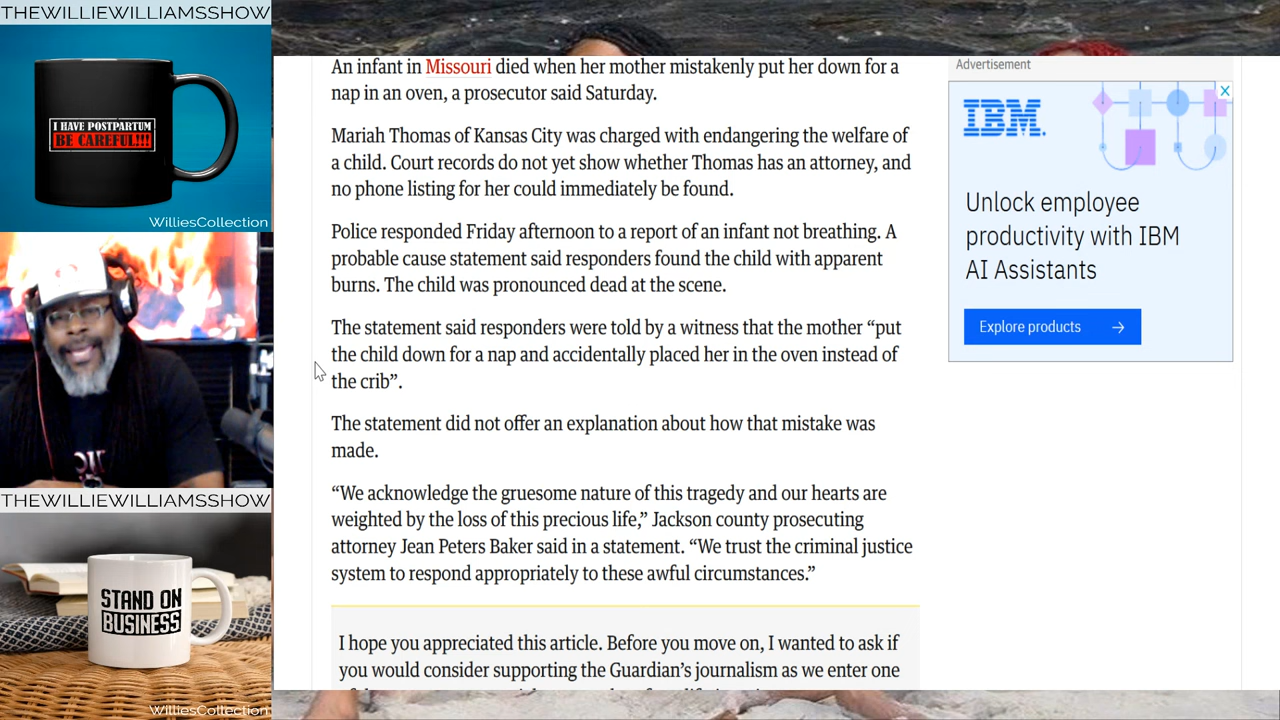 THEWILLIEWILLIAMSSHOW
I HAVE POSTPARTUM
BE CAREFUL!!!
WilliesCollection
THEWILLIEWILLIAMSSHOW
STAND ON
BUSINESS
WilliesCollection
An infant in Missouri died when her mother mistakenly put her down for a
nap in an oven, a prosecutor said Saturday.
Mariah Thomas of Kansas City was charged with endangering the welfare of
a child. Court records do not yet show whether Thomas has an attorney, and
no phone listing for her could immediately be found.
Police responded Friday afternoon to a report of an infant not breathing. A
probable cause statement said responders found the child with apparent
burns. The child was pronounced dead at the scene.
The statement said responders were told by a witness that the mother “put
the child down for a nap and accidentally placed her in the oven instead of
the crib”.
The statement did not offer an explanation about how that mistake was
made.
“We acknowledge the gruesome nature of this tragedy and our hearts are
weighted by the loss of this precious life,” Jackson county prosecuting
attorney Jean Peters Baker said in a statement. “We trust the criminal justice
system to respond appropriately to these awful circumstances.”
I hope you appreciated this article. Before you move on, I wanted to ask if
you would consider supporting the Guardian’s journalism as we enter one
Advertisement
IBM.
Unlock employee
productivity with IBM
AI Assistants
Explore products →